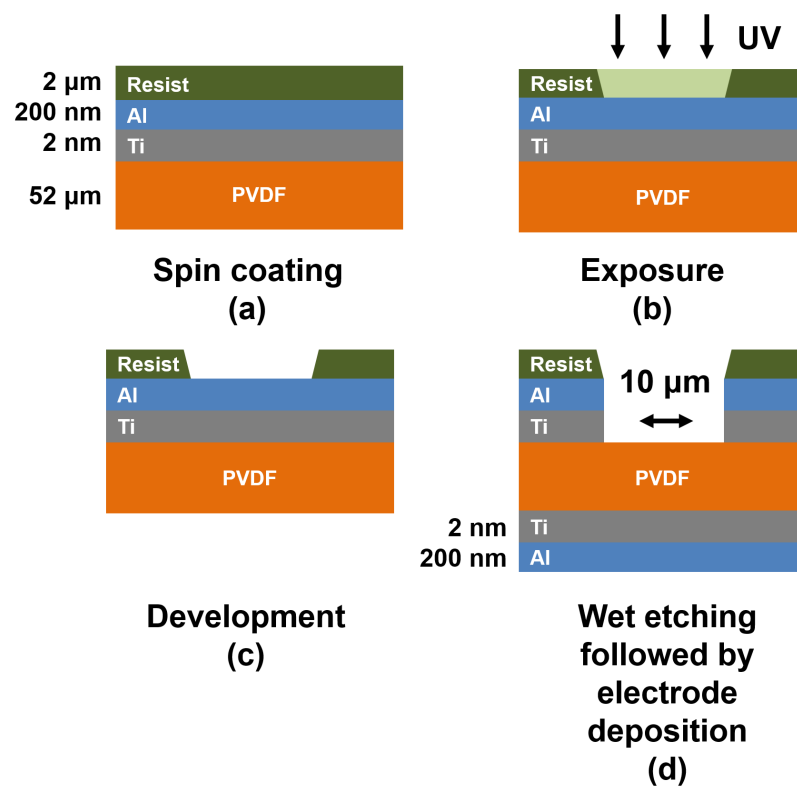 2 µm
Resist
200 nm
Al
2 nm
Ti
52 µm
PVDF
Spin coating
(a)
UV
Resist
Al
Ti
PVDF
Exposure
(b)
Resist
Al
Ti
PVDF
Development
(c)
Resist
10 µm
Al
Ti
PVDF
2 nm
Ti
200 nm
Al
Wet etching
followed by
electrode
deposition
(d)